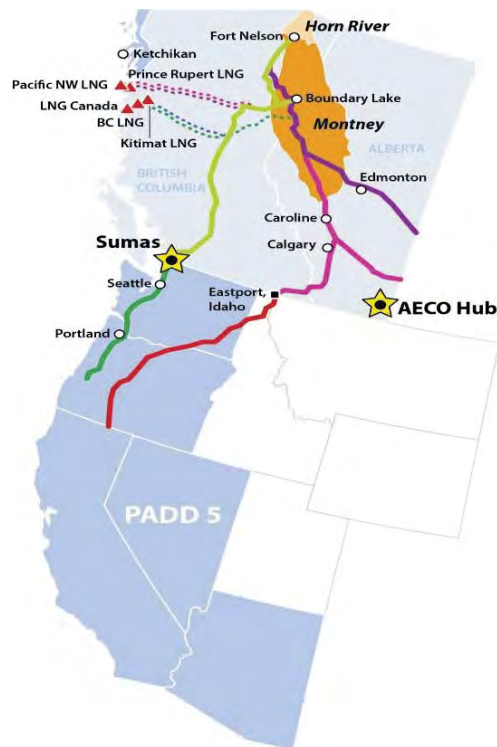 Horn River
Fort Nelson
Ketchikan
Pacific NW LNG
Prince Rupert LNG
LNG Canada
BC LNG
Kitimat LNG
Boundary Lake
Montney
BRITISH
COLUMBIA
ALBERTA
Edmonton
Caroline
Calgary
Sumas
Seattle
Eastport,
Idaho
AECO Hub
Portland
PADD 5